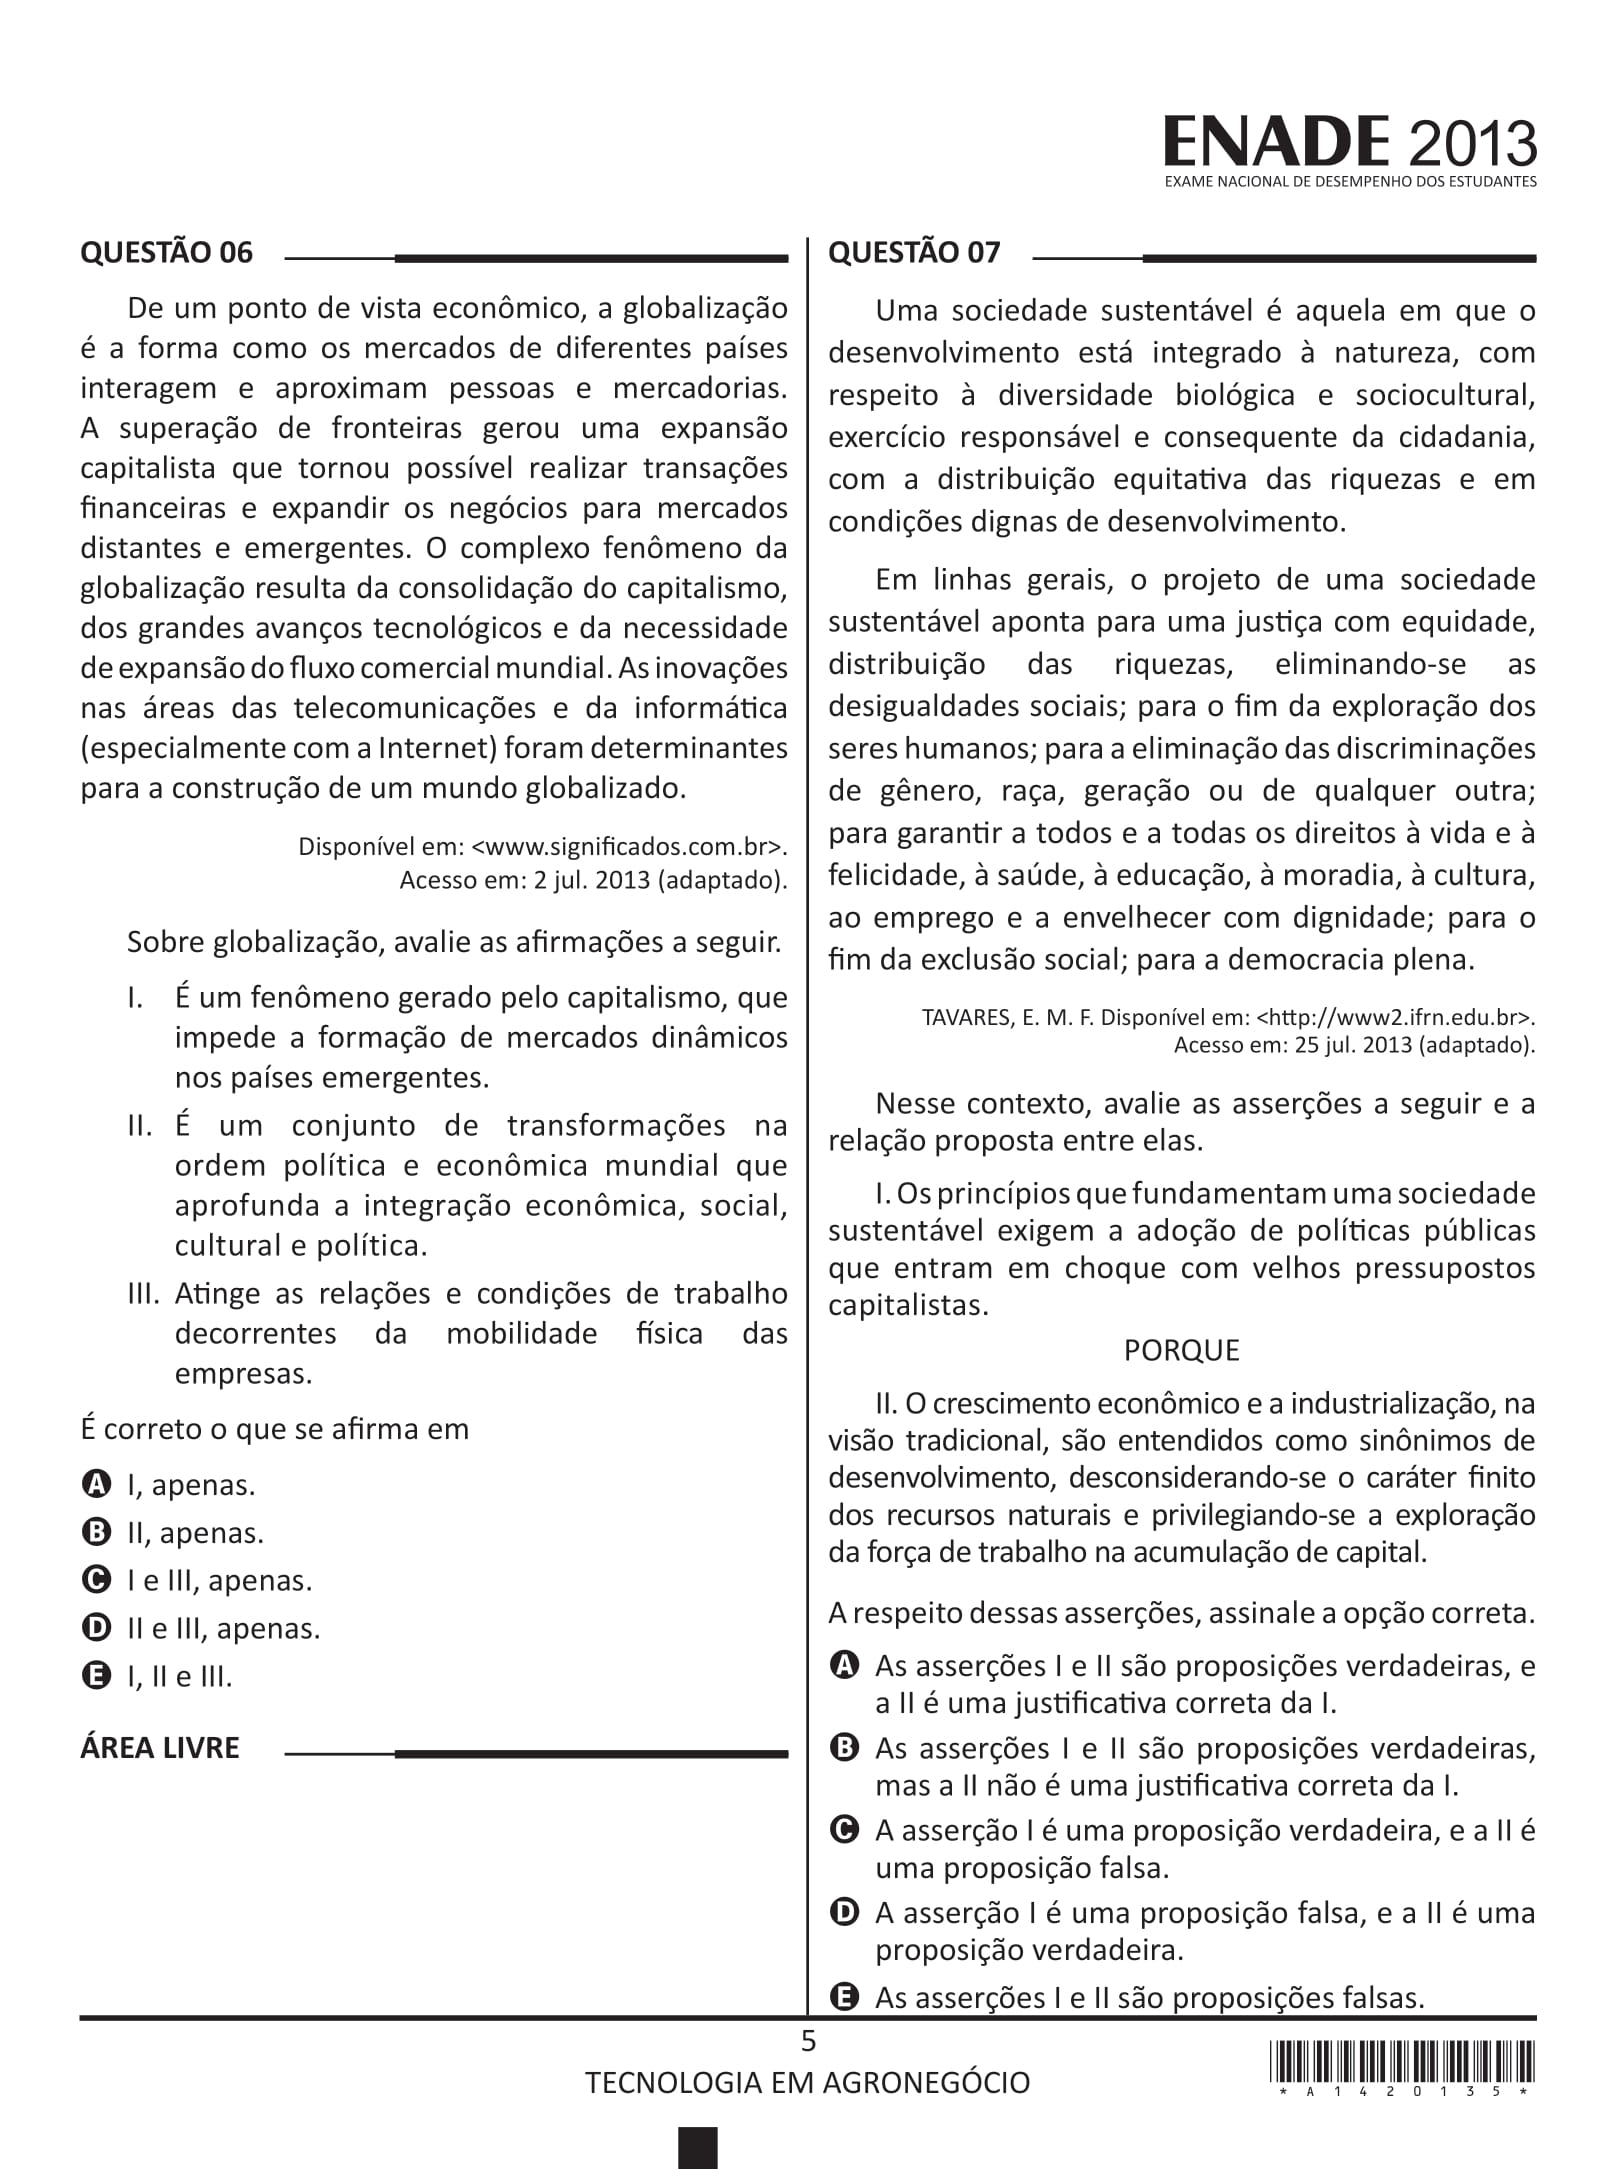 ENADE 2013
EXAME NACIONAL DE DESEMPENHO DOS ESTUDANTES
QUESTÃO 06
De um ponto de vista econômico, a globalização
é a forma como os mercados de diferentes países
interagem e aproximam pessoas e mercadorias.
A superação de fronteiras gerou uma expansão
capitalista que tornou possível realizar transações
financeiras e expandir os negócios para mercados
distantes e emergentes. O complexo fenômeno da
globalização resulta da consolidação do capitalismo,
dos grandes avanços tecnológicos e da necessidade
de expansão do fluxo comercial mundial. As inovações
nas áreas das telecomunicações e da informática
(especialmente com a Internet) foram determinantes
para a construção de um mundo globalizado.
Disponível em: <www.significados.com.br>.
Acesso em: 2 jul. 2013 (adaptado).
Sobre globalização, avalie as afirmações a seguir.
I. É um fenômeno gerado pelo capitalismo, que
impede a formação de mercados dinâmicos
nos países emergentes.
II. É um conjunto de transformações na
ordem política e econômica mundial que
aprofunda a integração econômica, social,
cultural e política.
III. Atinge as relações e condições de trabalho
decorrentes da mobilidade física das
empresas.
É correto o que se afirma em
A I, apenas.
B II, apenas.
C I e III, apenas.
D II e III, apenas.
E I, II e III.
ÁREA LIVRE
QUESTÃO 07
Uma sociedade sustentável é aquela em que o
desenvolvimento está integrado à natureza, com
respeito à diversidade biológica e sociocultural,
exercício responsável e consequente da cidadania,
com a distribuição equitativa das riquezas e em
condições dignas de desenvolvimento.
Em linhas gerais, o projeto de uma sociedade
sustentável aponta para uma justiça com equidade,
distribuição das riquezas, eliminando-se as
desigualdades sociais; para o fim da exploração dos
seres humanos; para a eliminação das discriminações
de gênero, raça, geração ou de qualquer outra;
para garantir a todos e a todas os direitos à vida e à
felicidade, à saúde, à educação, à moradia, à cultura,
ao emprego e a envelhecer com dignidade; para o
fim da exclusão social; para a democracia plena.
TAVARES, E. M. F. Disponível em: <http://www2.ifrn.edu.br>.
Acesso em: 25 jul. 2013 (adaptado).
Nesse contexto, avalie as asserções a seguir e a
relação proposta entre elas.
I. Os princípios que fundamentam uma sociedade
sustentável exigem a adoção de políticas públicas
que entram em choque com velhos pressupostos
capitalistas.
PORQUE
II. O crescimento econômico e a industrialização, na
visão tradicional, são entendidos como sinônimos de
desenvolvimento, desconsiderando-se o caráter finito
dos recursos naturais e privilegiando-se a exploração
da força de trabalho na acumulação de capital.
A respeito dessas asserções, assinale a opção correta.
A As asserções I e II são proposições verdadeiras, e
a II é uma justificativa correta da I.
B As asserções I e II são proposições verdadeiras,
mas a II não é uma justificativa correta da I.
C A asserção I é uma proposição verdadeira, e a II é
uma proposição falsa.
D A asserção I é uma proposição falsa, e a II é uma
proposição verdadeira.
E As asserções I e II são proposições falsas.
5
TECNOLOGIA EM AGRONEGÓCIO
* A 1 4 2 0 1 3 5 *